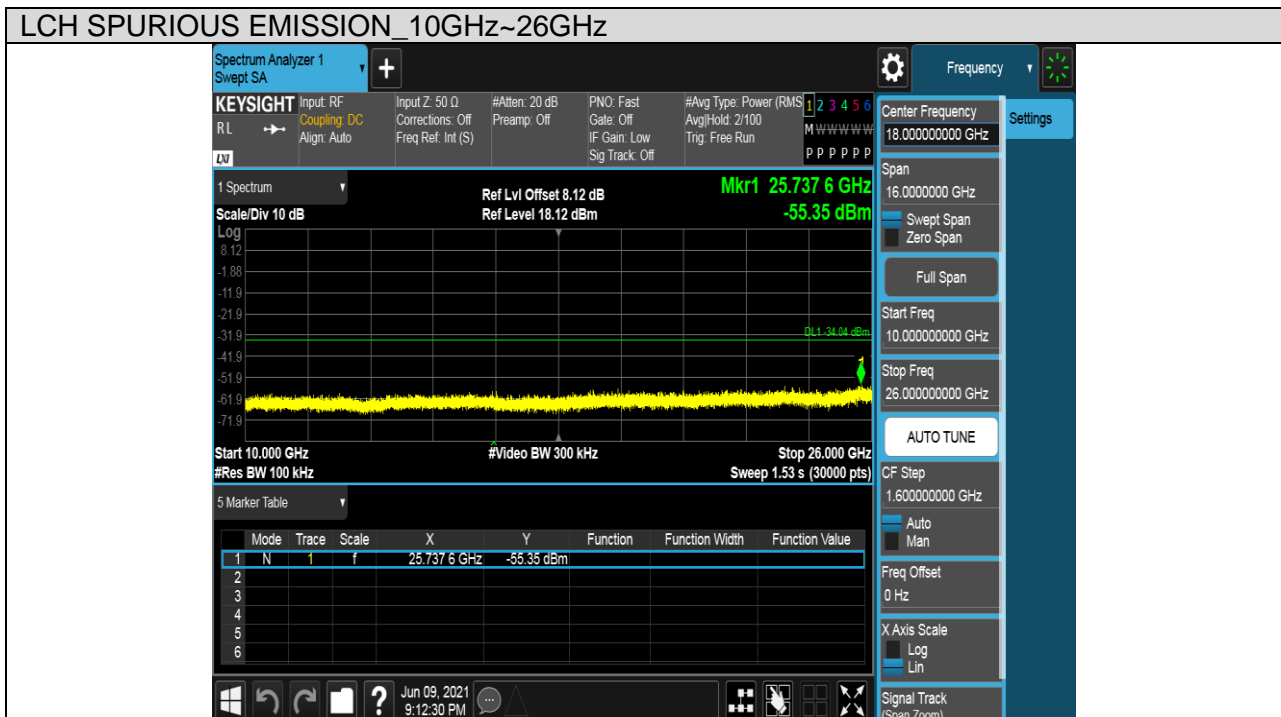 LCH SPURIOUS EMISSION_10GHz~26GHz
Spectrum Analyzer 1
Swept SA
Frequency
KEYSIGHT
RL
LXI
Input: RF
Coupling: DC
Align: Auto
Input Z: 50 Ω
Corrections: Off
Freq Ref: Int (S)
#Atten: 20 dB
Preamp: Off
PNO: Fast
Gate: Off
IF Gain: Low
Sig Track: Off
#Avg Type: Power (RMS
Avg|Hold: 2/100
Trig: Free Run
1 2 3 4 5 6
M W W W W W
P P P P P P
1 Spectrum
Scale/Div 10 dB
Ref Lvl Offset 8.12 dB
Ref Level 18.12 dBm
Mkr1 25.737 6 GHz
-55.35 dBm
Log
8.12
-1.88
-11.9
-21.9
-31.9
-41.9
-51.9
-61.9
-71.9
DL1 -34.04 dBm
1
Start 10.000 GHz
#Video BW 300 kHz
Stop 26.000 GHz
#Res BW 100 kHz
Sweep 1.53 s (30000 pts)
5 Marker Table
Mode Trace Scale X Y Function Function Width Function Value
1 N 1 f 25.737 6 GHz -55.35 dBm
2
3
4
5
6
?
Jun 09, 2021
9:12:30 PM
Center Frequency
18.000000000 GHz
Settings
Span
16.0000000 GHz
Swept Span
Zero Span
Full Span
Start Freq
10.000000000 GHz
Stop Freq
26.000000000 GHz
AUTO TUNE
CF Step
1.600000000 GHz
Auto
Man
Freq Offset
0 Hz
X Axis Scale
Log
Lin
Signal Track
(Span Zoom)